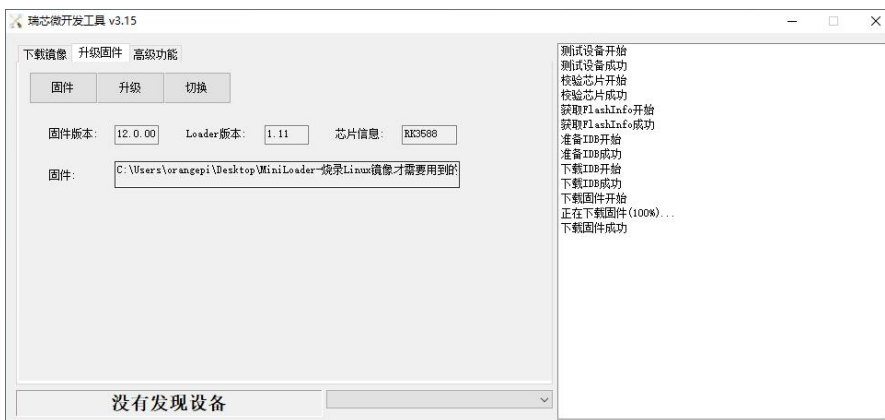 瑞芯微开发工具 v3.15
下载镜像 升级固件 高级功能
固件 升级 切换
固件版本: 12.0.00 Loader版本: 1.11 芯片信息: RK3588
固件: C:\Users\orangepi\Desktop\MiniLoader-烧录Linux镜像才需要用到的
没有发现设备
测试设备开始
测试设备成功
校验芯片开始
校验芯片成功
获取FlashInfo开始
获取FlashInfo成功
准备IDB开始
准备IDB成功
下载IDB开始
下载IDB成功
下载固件开始
正在下载固件(100%)...
下载固件成功